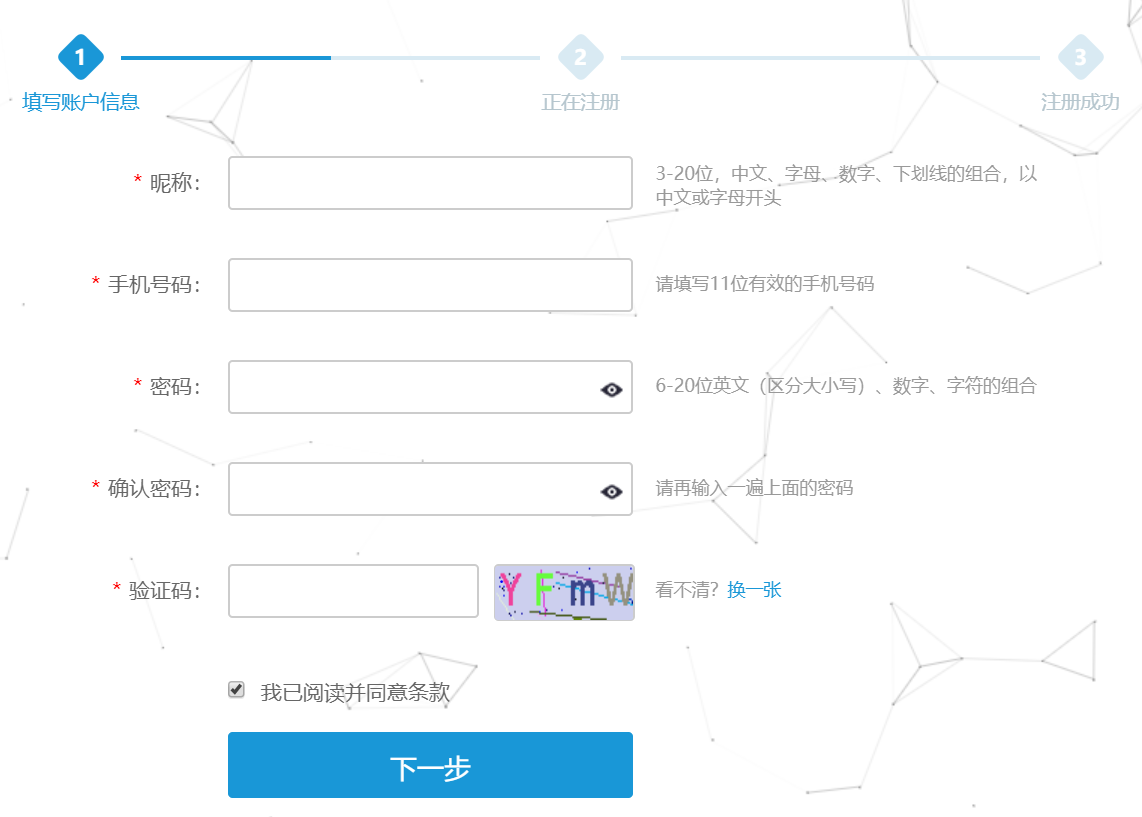 1
2
3
填写账户信息
正在注册
注册成功
* 昵称：
3-20位，中文、字母、数字、下划线的组合，以
中文或字母开头
* 手机号码：
请填写11位有效的手机号码
* 密码：
6-20位英文（区分大小写）、数字、字符的组合
* 确认密码：
请再输入一遍上面的密码
* 验证码：
YFmW
看不清？换一张
我已阅读并同意条款
下一步